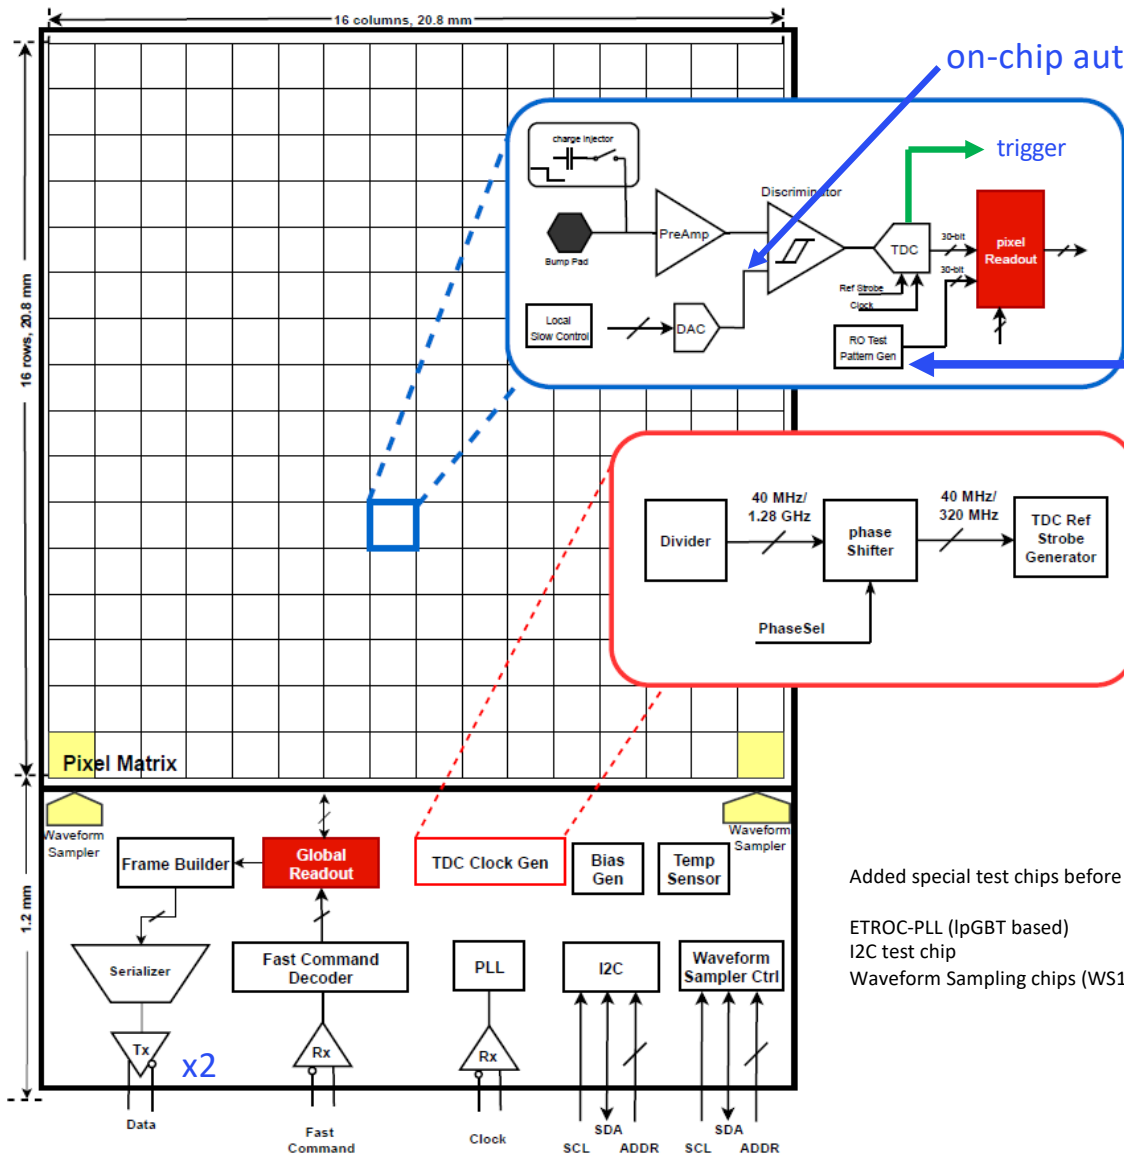 16 columns, 20.8 mm
16 rows, 20.8 mm
on-chip aut
charge injector
trigger
Discriminator
PreAmp
TDC
30-bit
pixel
Readout
Bump Pad
Ref Strobe
30-bit
Clock
Local
Slow Control
DAC
RO Test
Pattern Gen
40 MHz/
1.28 GHz
40 MHz/
320 MHz
Divider
phase
Shifter
TDC Ref
Strobe
Generator
PhaseSel
Pixel Matrix
1.2 mm
Waveform
Sampler
Waveform
Sampler
Frame Builder
Global
Readout
TDC Clock Gen
Bias
Gen
Temp
Sensor
Added special test chips before
ETROC-PLL (lpGBT based)
I2C test chip
Waveform Sampling chips (WS1
Serializer
Fast Command
Decoder
PLL
I2C
Waveform
Sampler Ctrl
Tx
x2
Rx
Rx
Data
Fast
Command
Clock
SCL
SDA
ADDR
SCL
SDA
ADDR